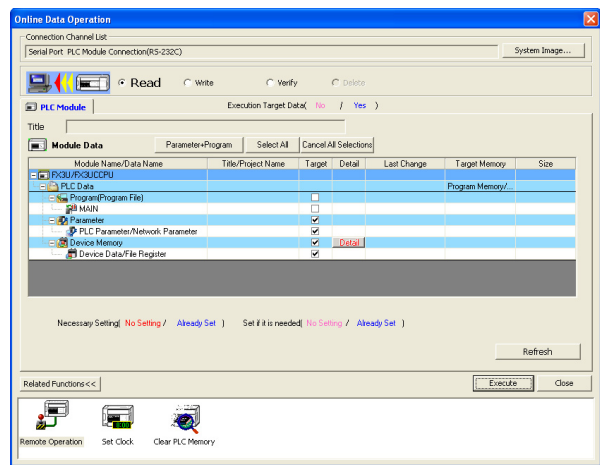 Online Data Operation
Connection Channel List
Serial Port PLC Module Connection(RS-232C)
System Image...
Read Write Verify Delete
PLC Module
Execution Target Data( No / Yes )
Title
Module Data Parameter+Program Select All Cancel All Selections
Module Name/Data Name Title/Project Name Target Detail Last Change Target Memory Size
FX3U/FX3UCCPU
PLC Data Program Memory/...
Program(Program File)
MAIN
Parameter
PLC Parameter/Network Parameter
Device Memory Detail
Device Data/File Register
Necessary Setting( No Setting / Already Set ) Set if it is needed( No Setting / Already Set )
Refresh
Related Functions<< Execute Close
Remote Operation Set Clock Clear PLC Memory